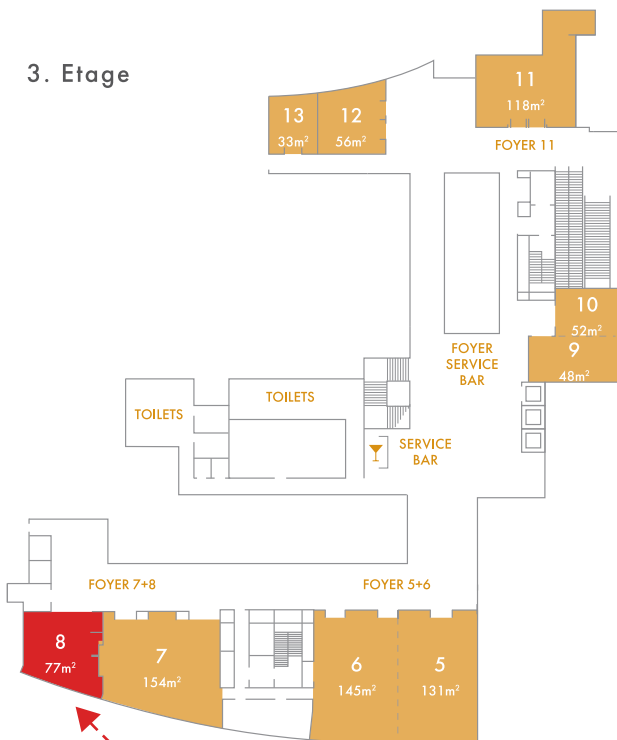 3. Etage
11
118m²
13
33m²
12
56m²
FOYER 11
10
52m²
9
48m²
FOYER
SERVICE
BAR
TOILETS
TOILETS
SERVICE
BAR
FOYER 7+8
FOYER 5+6
8
77m²
7
154m²
6
145m²
5
131m²